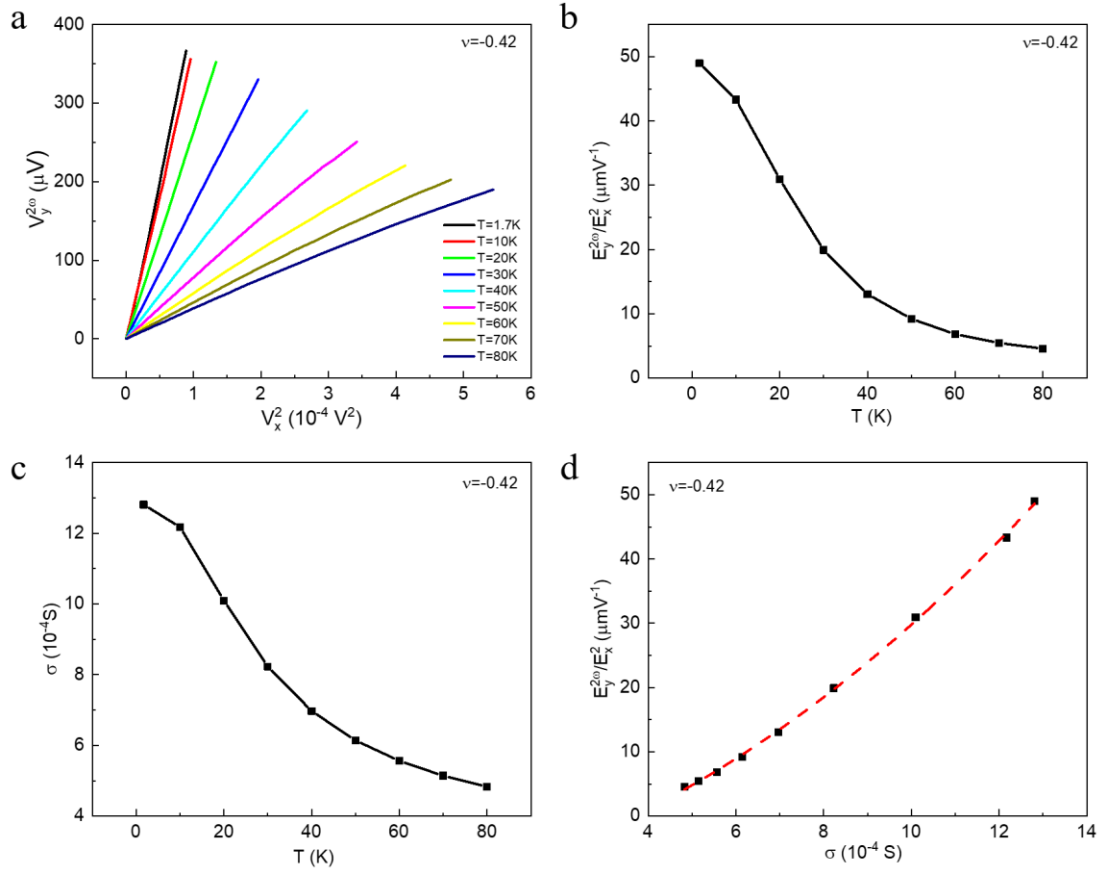 a
ν=-0.42
400
300
200
100
0
V_y^{2ω} (μV)
T=1.7K
T=10K
T=20K
T=30K
T=40K
T=50K
T=60K
T=70K
T=80K
0 1 2 3 4 5 6
V_x^2 (10^{-4} V^2)
b
ν=-0.42
50
40
30
20
10
0
E_y^{2ω}/E_x^2 (μmV^{-1})
0 20 40 60 80
T (K)
c
ν=-0.42
14
12
10
8
6
4
σ (10^{-4}S)
0 20 40 60 80
T (K)
d
ν=-0.42
50
40
30
20
10
0
E_y^{2ω}/E_x^2 (μmV^{-1})
4 6 8 10 12 14
σ (10^{-4} S)